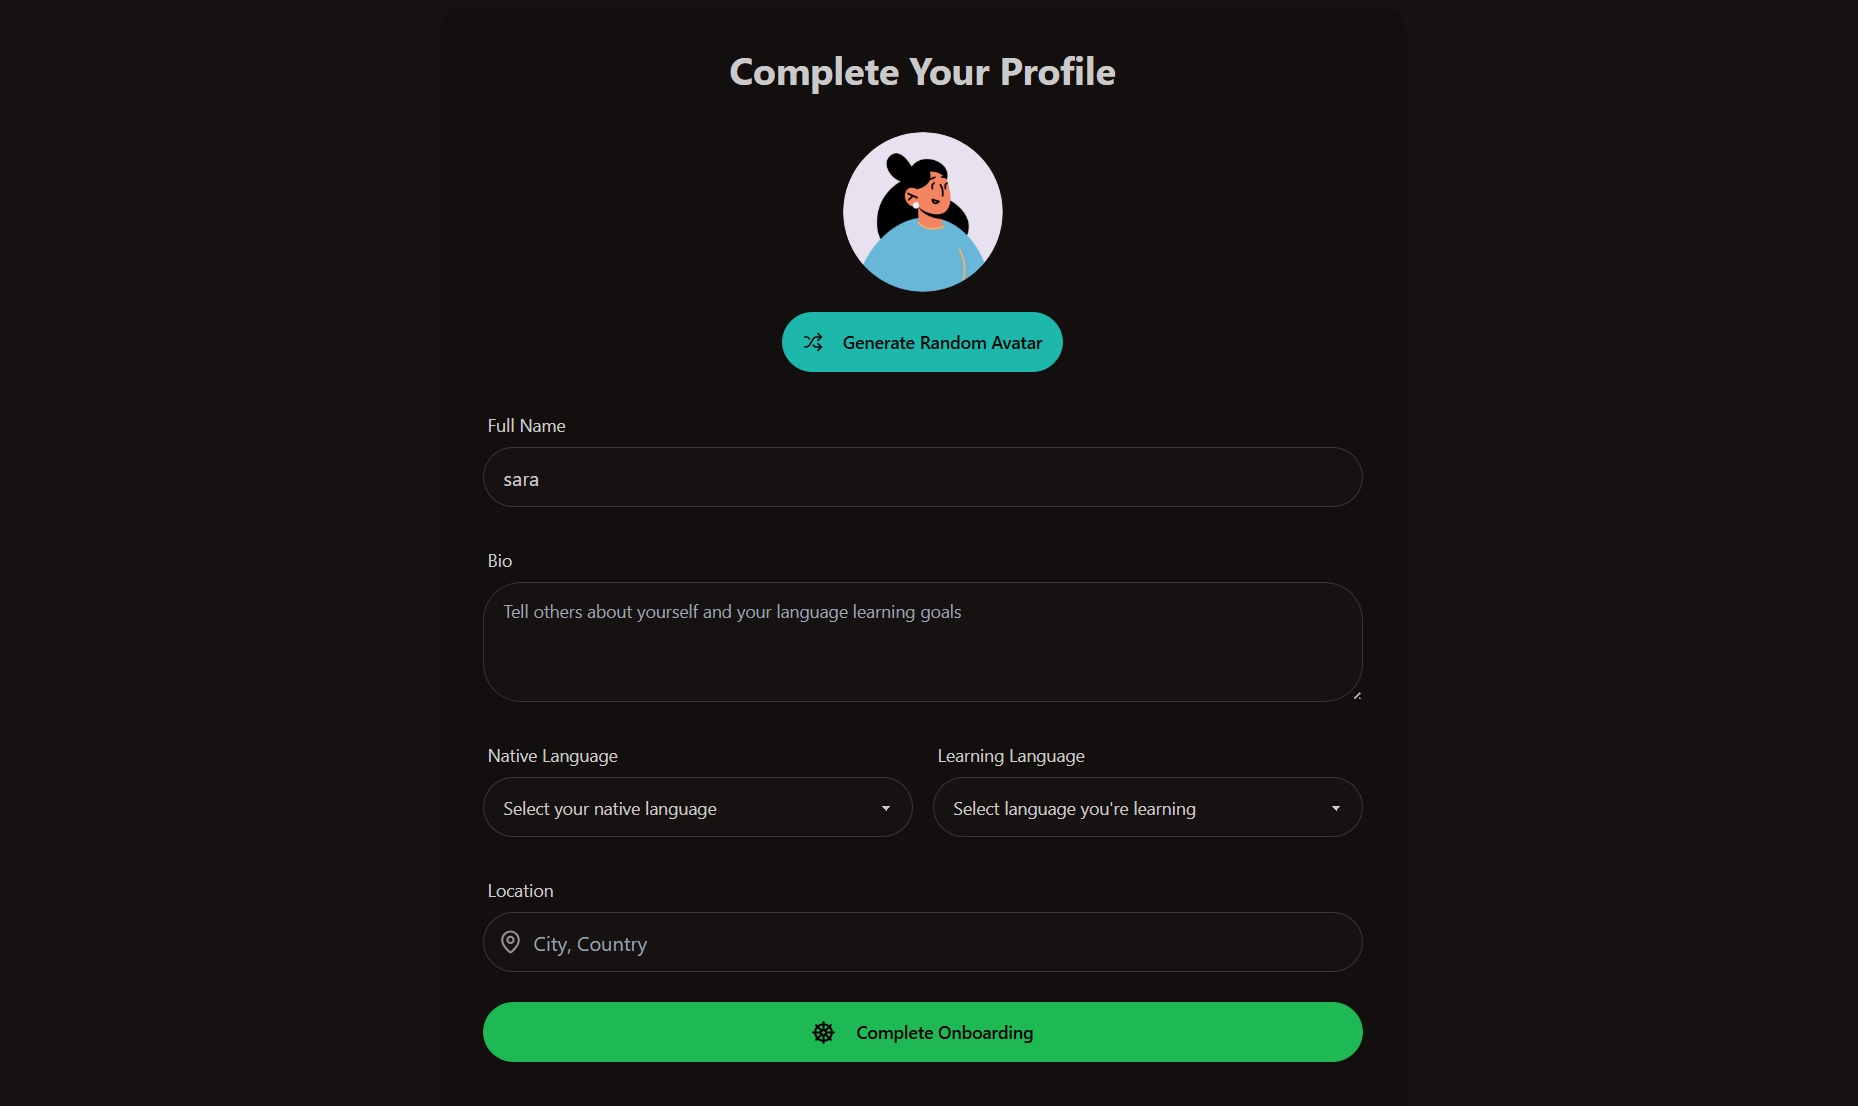 Complete Your Profile
Generate Random Avatar
Full Name
sara
Bio
Tell others about yourself and your language learning goals
Native Language
Select your native language
Learning Language
Select language you're learning
Location
City, Country
Complete Onboarding